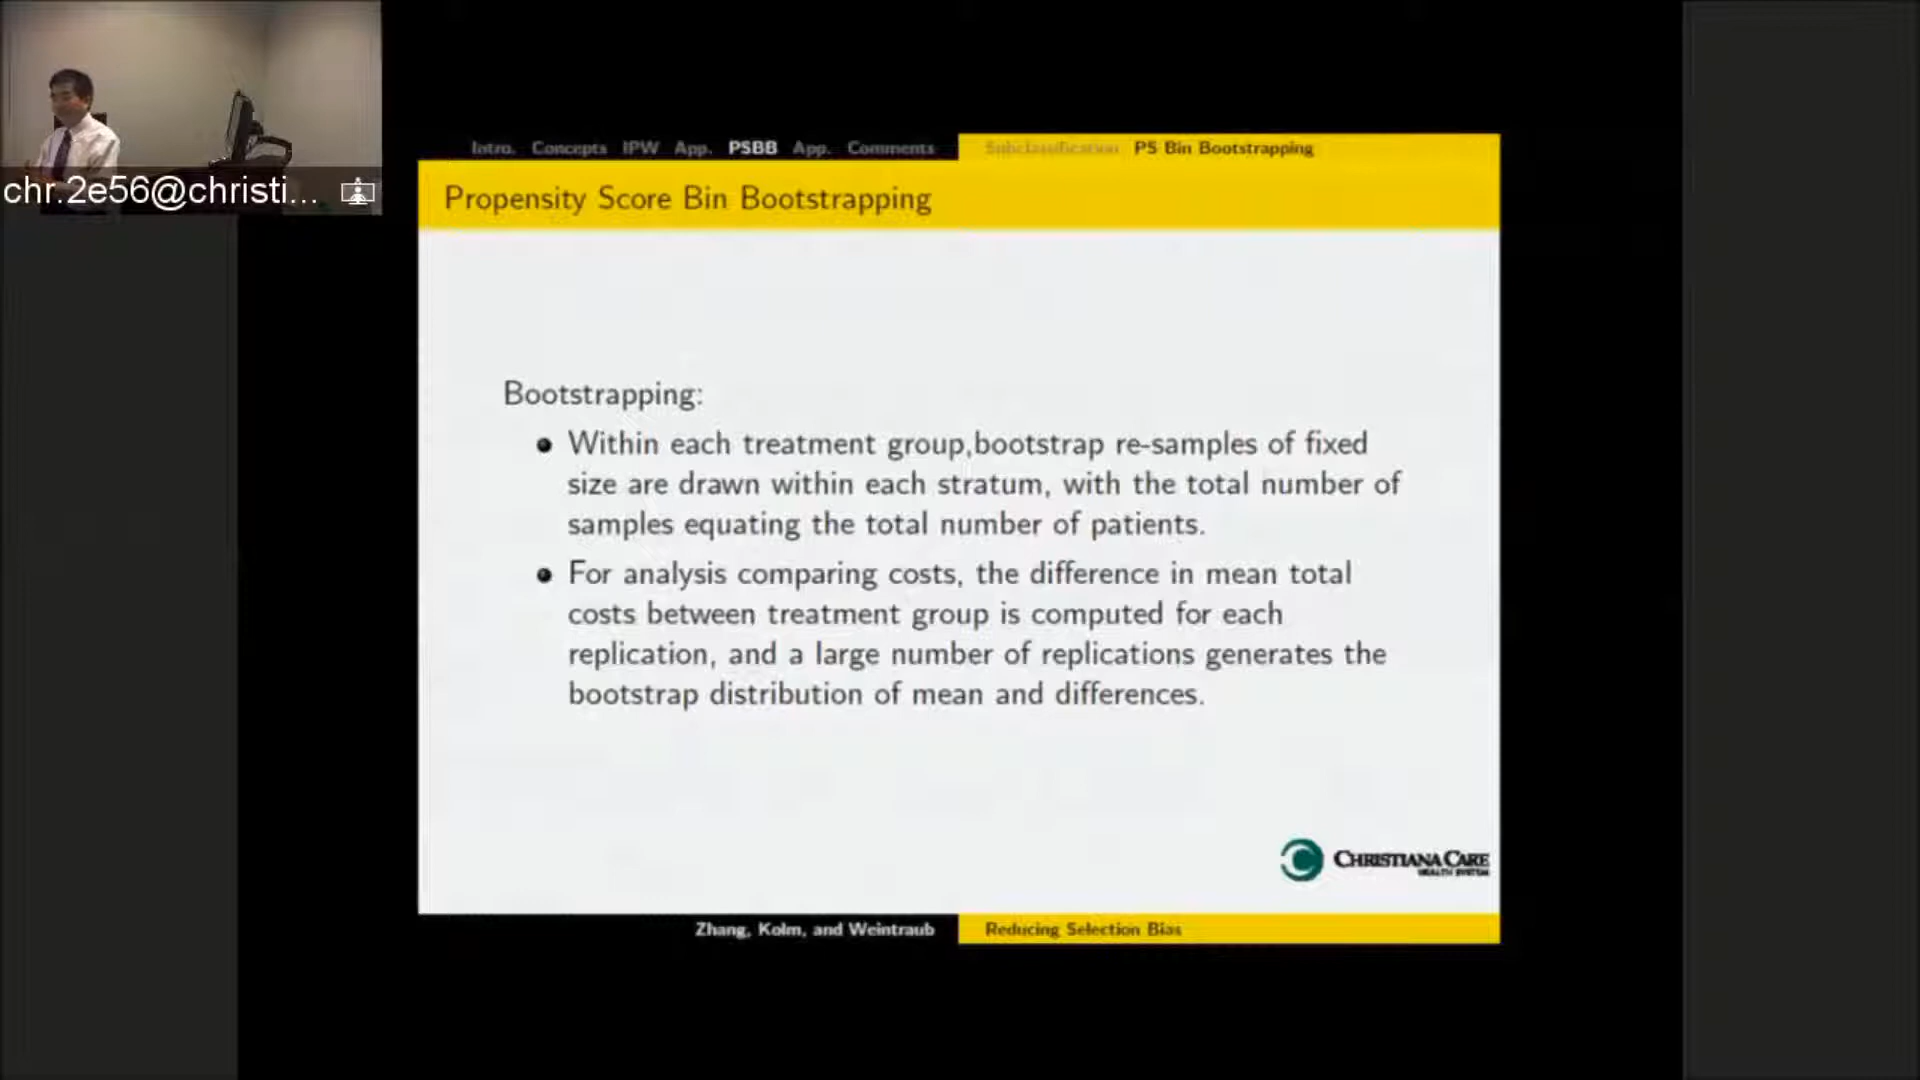 chr.2e56@christi...
Intro. Concepts IPW App. PSBB App. Comments
Subclassification PS Bin Bootstrapping
Propensity Score Bin Bootstrapping
Bootstrapping:
Within each treatment group,bootstrap re-samples of fixed
size are drawn within each stratum, with the total number of
samples equating the total number of patients.
For analysis comparing costs, the difference in mean total
costs between treatment group is computed for each
replication, and a large number of replications generates the
bootstrap distribution of mean and differences.
CHRISTIANA CARE
HEALTH SYSTEM
Zhang, Kolm, and Weintraub
Reducing Selection Bias